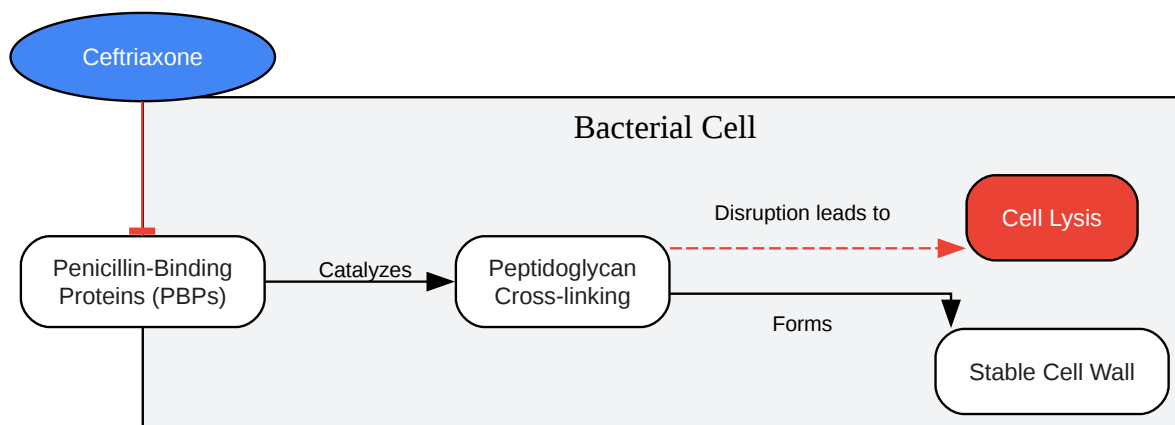 Ceftriaxone
Bacterial Cell
Disruption leads to
Cell Lysis
Penicillin-Binding
Proteins (PBPs)
Catalyzes
Peptidoglycan
Cross-linking
Forms
Stable Cell Wall